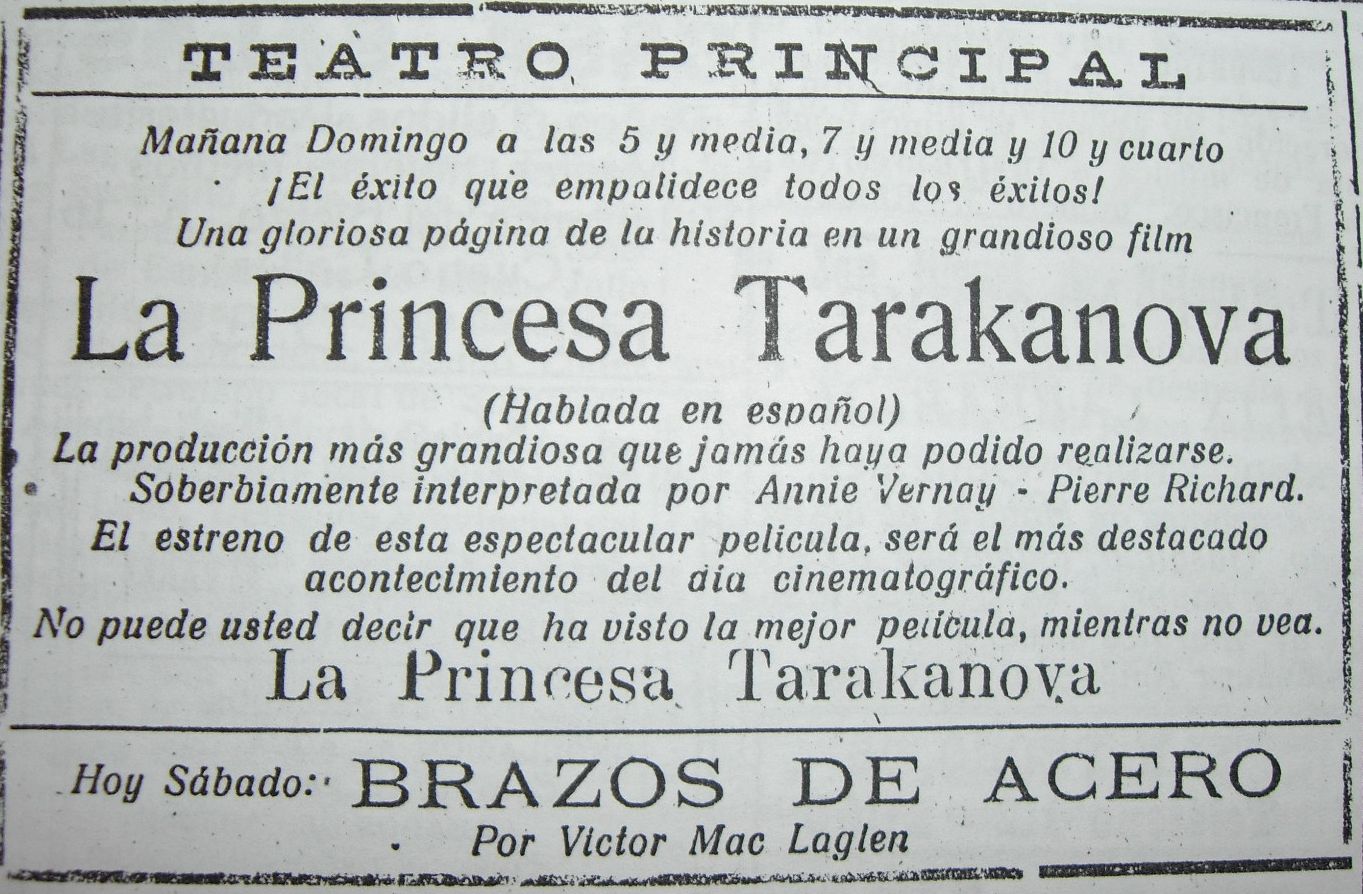 TEATRO PRINCIPAL
Mañana Domingo a las 5 y media, 7 y media y 10 y cuarto
¡El éxito que empalidece todos los éxitos!
Una gloriosa página de la historia en un grandioso film
La Princesa Tarakanova
(Hablada en español)
La producción más grandiosa que jamás haya podido realizarse.
Soberbiamente interpretada por Annie Vernay - Pierre Richard.
El estreno de esta espectacular pelicula, será el más destacado
acontecimiento del día cinematográfico.
No puede usted decir que ha visto la mejor película, mientras no vea.
La Princesa Tarakanova
Hoy Sábado: BRAZOS DE ACERO
Por Victor Mac Laglen